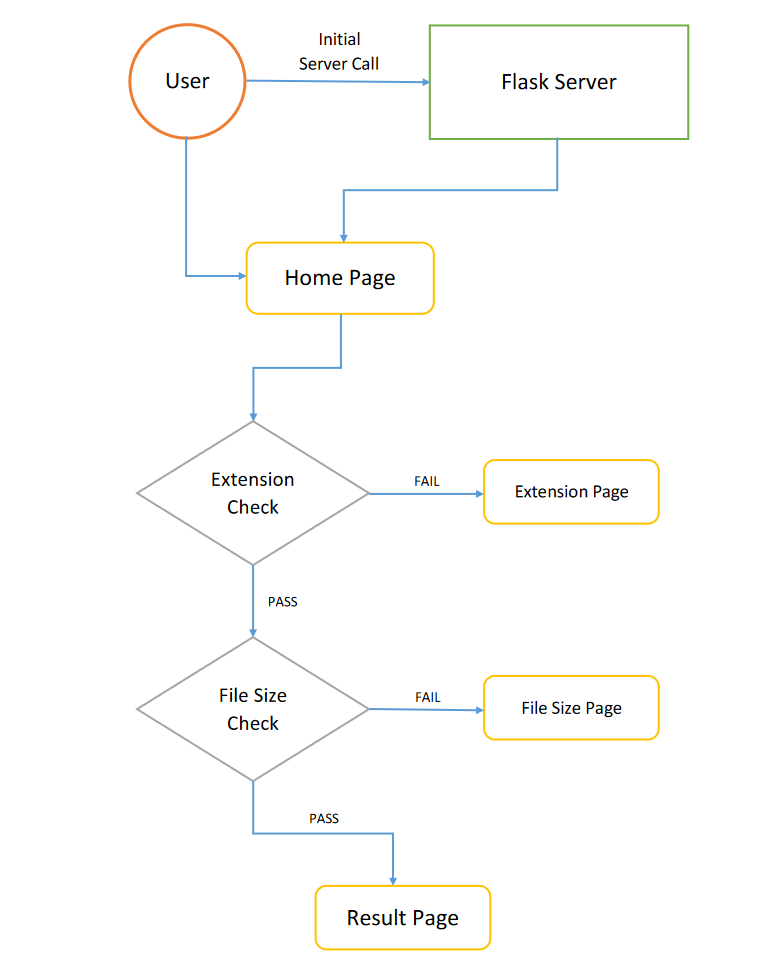 User
Initial
Server Call
Flask Server
Home Page
Extension
Check
FAIL
Extension Page
PASS
File Size
Check
FAIL
File Size Page
PASS
Result Page